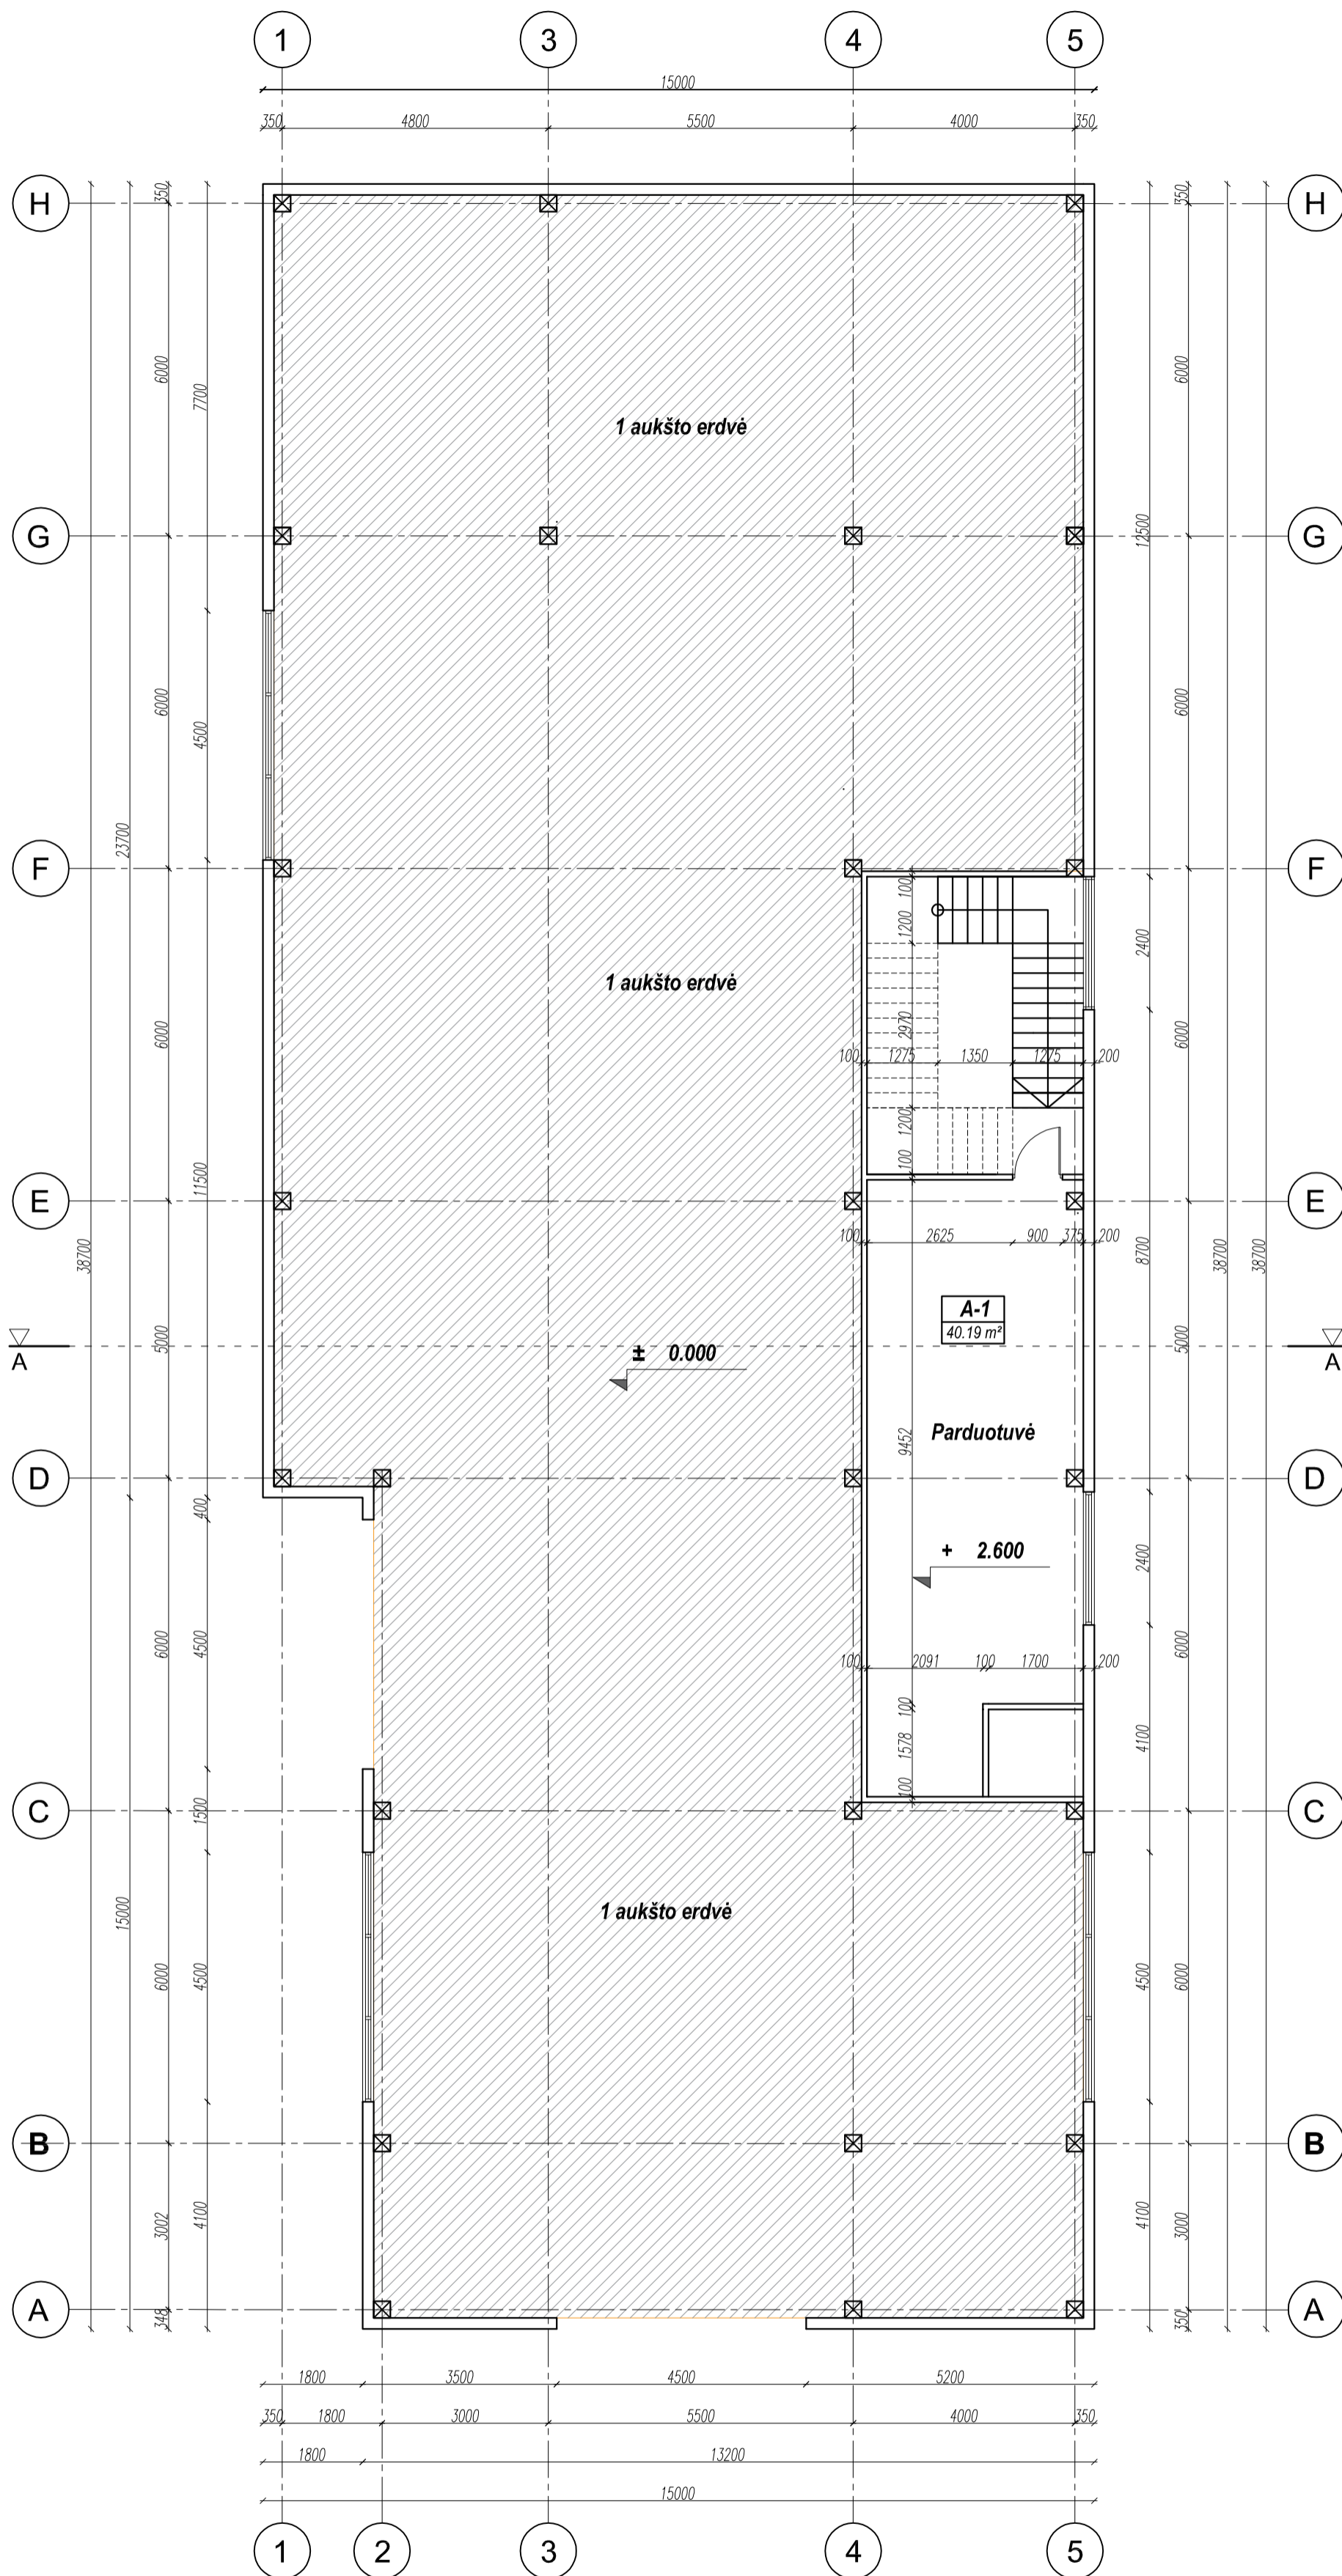 1 3 4 5
15000
350 4800 5500 4000 350
H 350 350 H
6000 7700 6000
1 aukšto erdvė
G 12500 G
6000 4500 6000
23700
F F
100
1200 2400
1 aukšto erdvė
6000 2970 6000
100 1275 1350 1275 200
1200
11500 100
E E
100 2625 900 375 200
38700 8700 38700 38700
A-1
40.19 m²
A 5000 ± 0.000 5000 A
9452 Parduotuvė
D D
400
+ 2.600 2400
6000 4500 6000
100 2091 100 1700 200
100
1578 4100
100
C 1500 C
15000 1 aukšto erdvė
6000 4500 4500 6000
B B
3002 4100 4100 3000
A 348 350 A
1800 3500 4500 5200
350 1800 3000 5500 4000 350
1800 13200
15000
1 2 3 4 5